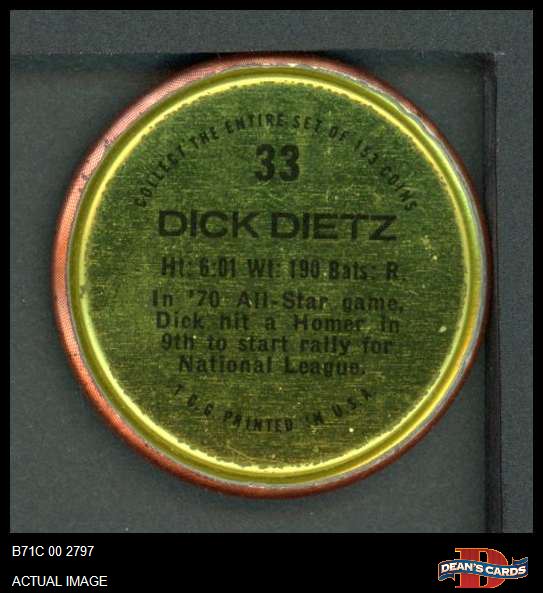 COLLECT THE ENTIRE SET OF 153 COINS
33
DICK DIETZ
Ht: 6:01 Wt: 190 Bats: R
In '70 All-Star game,
Dick hit a Homer in
9th to start rally for
National League.
T.C.G PRINTED IN U.S.A.
B71C 00 2797
ACTUAL IMAGE
D
DEAN'S CARDS